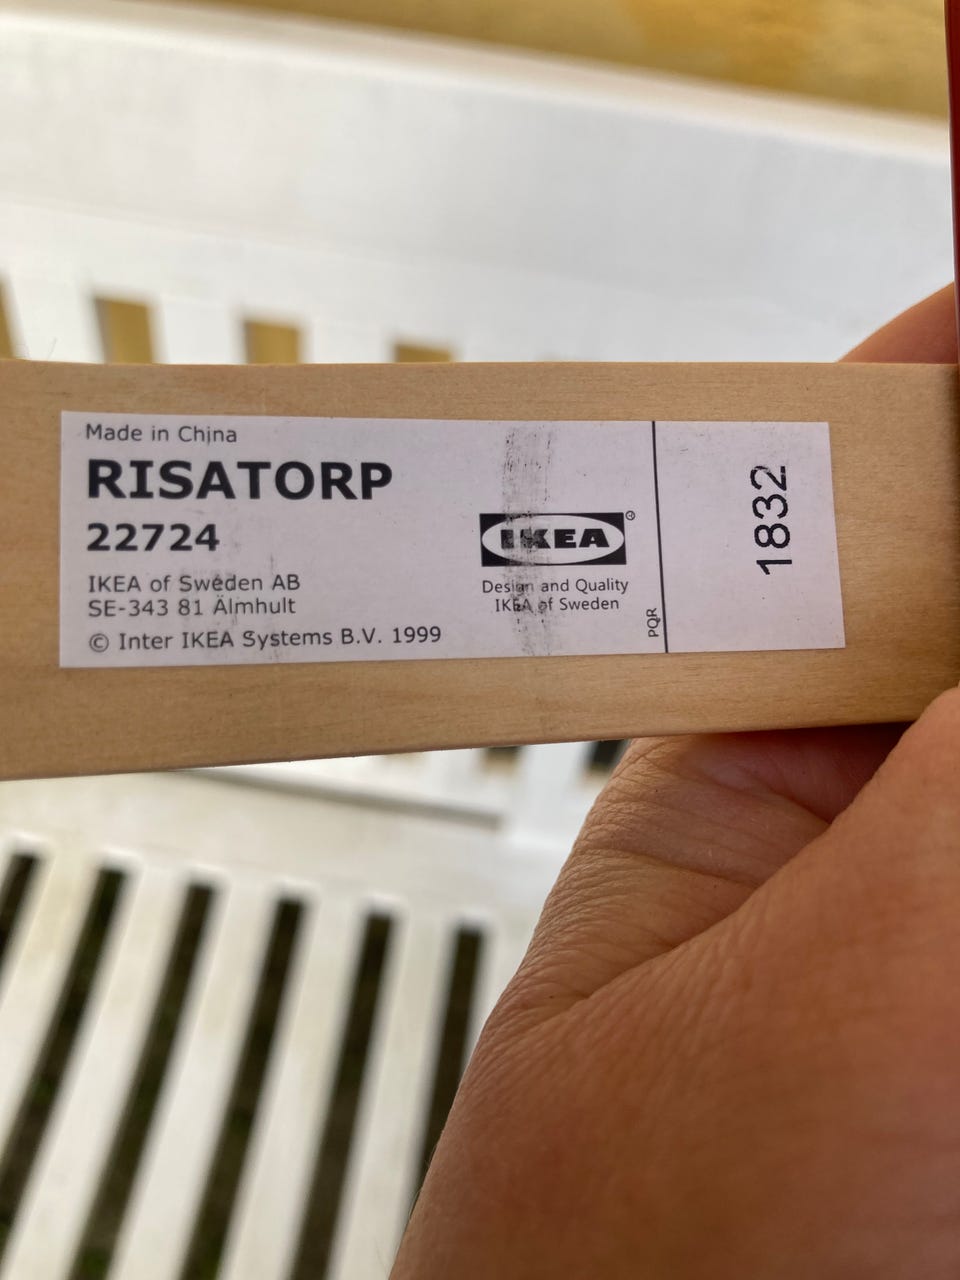 Made in China
RISATORP
22724
IKEA of Sweden AB
SE-343 81 Älmhult
© Inter IKEA Systems B.V. 1999
IKEA®
Design and Quality
IKEA of Sweden
PQR
1832